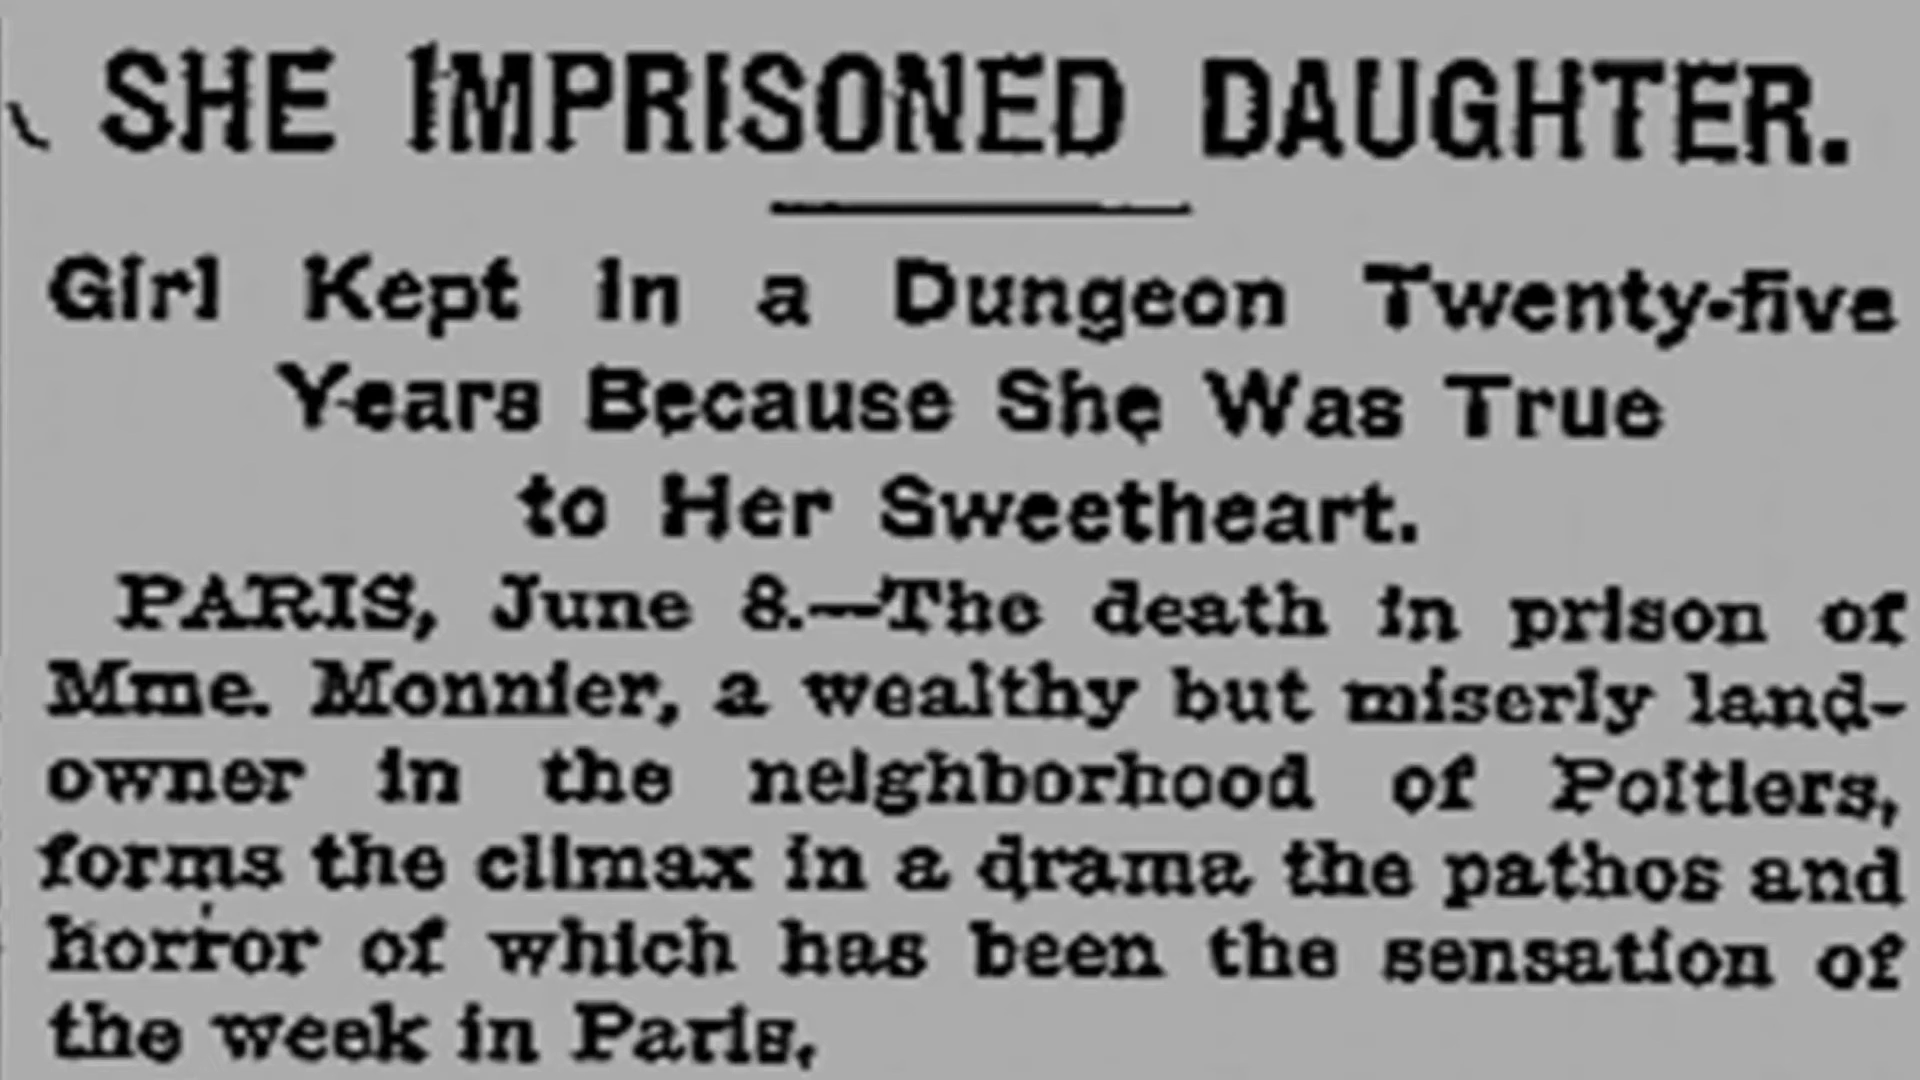 SHE IMPRISONED DAUGHTER.
Girl Kept in a Dungeon Twenty-five
Years Because She Was True
to Her Sweetheart.
PARIS, June 8.—The death in prison of
Mme. Monnier, a wealthy but miserly land-
owner in the neighborhood of Poitiers,
forms the climax in a drama the pathos and
horror of which has been the sensation of
the week in Paris.